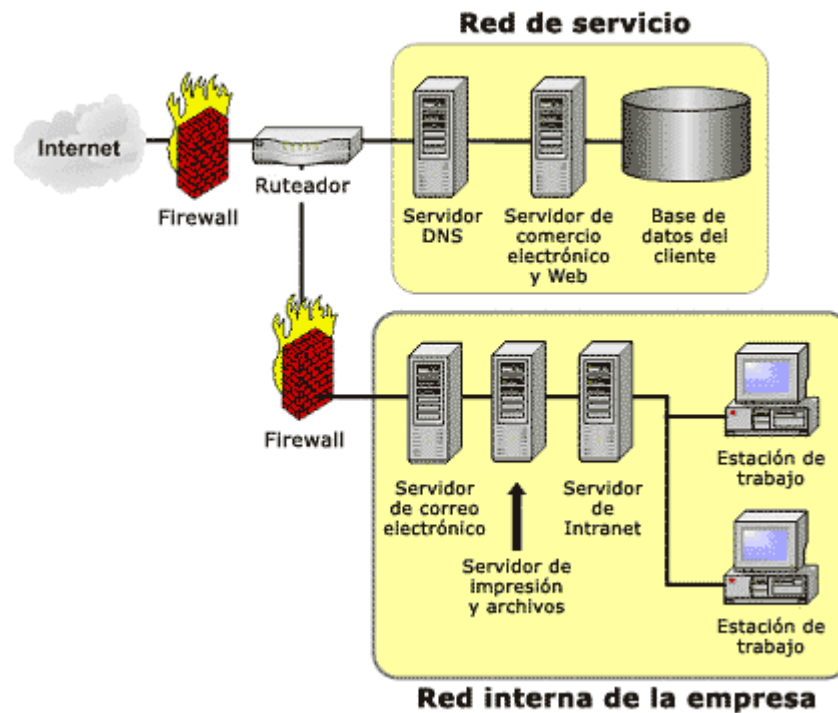 Red de servicio
Internet
Firewall
Ruteador
Servidor
DNS
Servidor de
comercio
electrónico
y Web
Base de
datos del
cliente
Firewall
Servidor
de correo
electrónico
Servidor de
impresión
y archivos
Servidor
de
Intranet
Estación de
trabajo
Estación de
trabajo
Red interna de la empresa